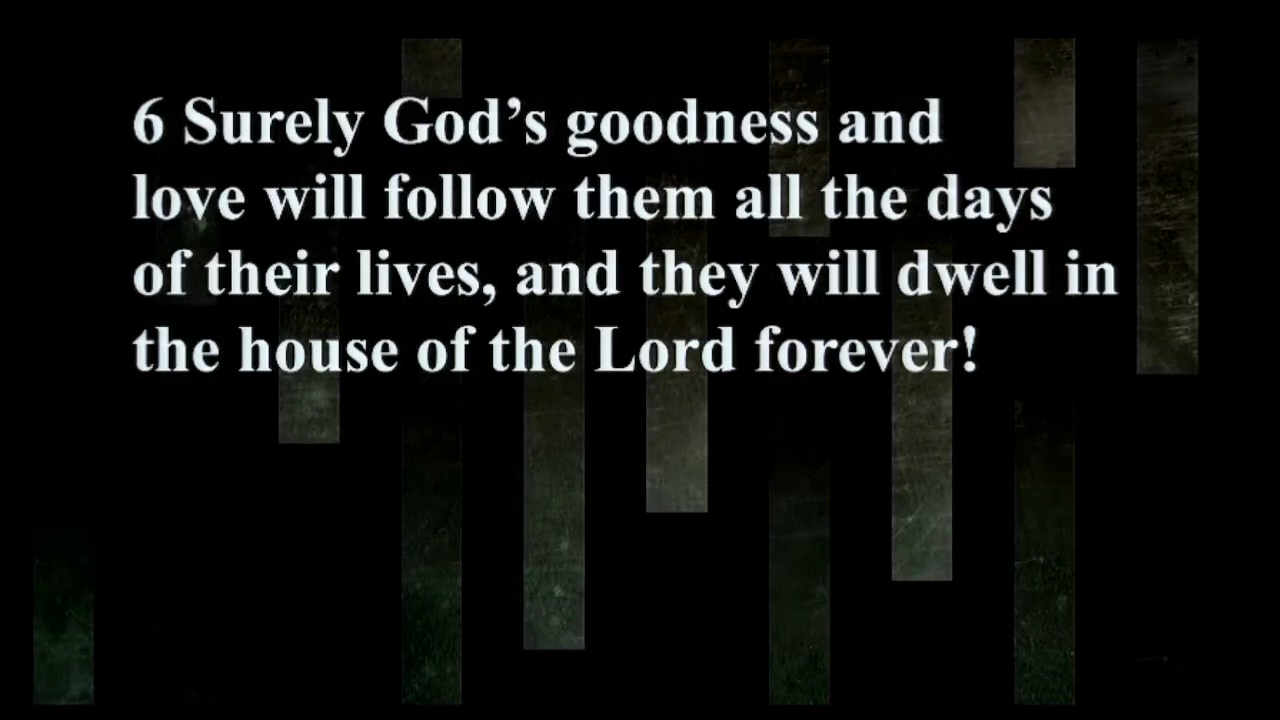 6 Surely God’s goodness and
love will follow them all the days
of their lives, and they will dwell in
the house of the Lord forever!